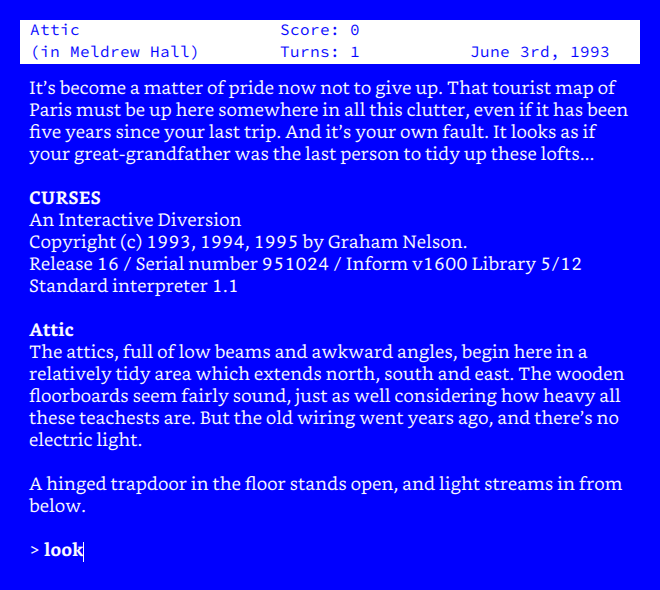 Attic Score: 0
(in Meldrew Hall) Turns: 1 June 3rd, 1993
It’s become a matter of pride now not to give up. That tourist map of
Paris must be up here somewhere in all this clutter, even if it has been
five years since your last trip. And it’s your own fault. It looks as if
your great-grandfather was the last person to tidy up these lofts...
CURSES
An Interactive Diversion
Copyright (c) 1993, 1994, 1995 by Graham Nelson.
Release 16 / Serial number 951024 / Inform v1600 Library 5/12
Standard interpreter 1.1
Attic
The attics, full of low beams and awkward angles, begin here in a
relatively tidy area which extends north, south and east. The wooden
floorboards seem fairly sound, just as well considering how heavy all
these teachests are. But the old wiring went years ago, and there’s no
electric light.
A hinged trapdoor in the floor stands open, and light streams in from
below.
> look